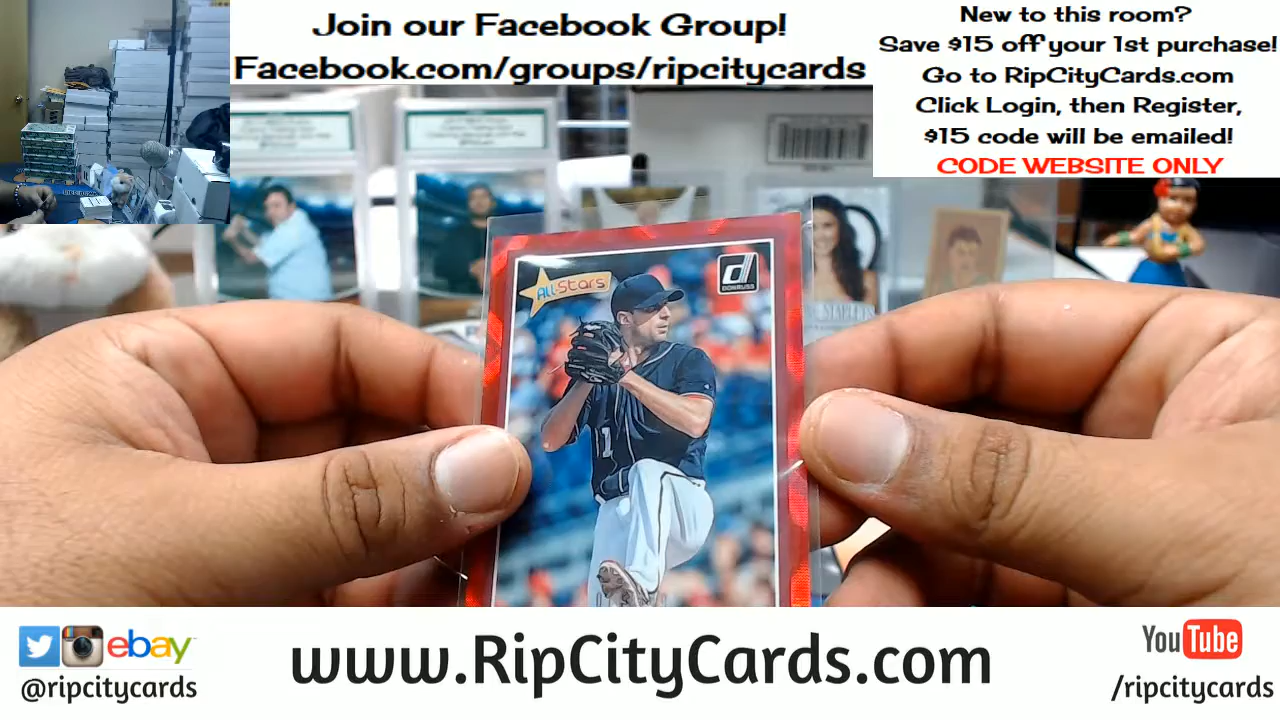 Join our Facebook Group!
Facebook.com/groups/ripcitycards
New to this room?
Save $15 off your 1st purchase!
Go to RipCityCards.com
Click Login, then Register,
$15 code will be emailed!
CODE WEBSITE ONLY
All-Stars
d
DONRUSS
ebay
@ripcitycards
www.RipCityCards.com
You Tube
/ripcitycards